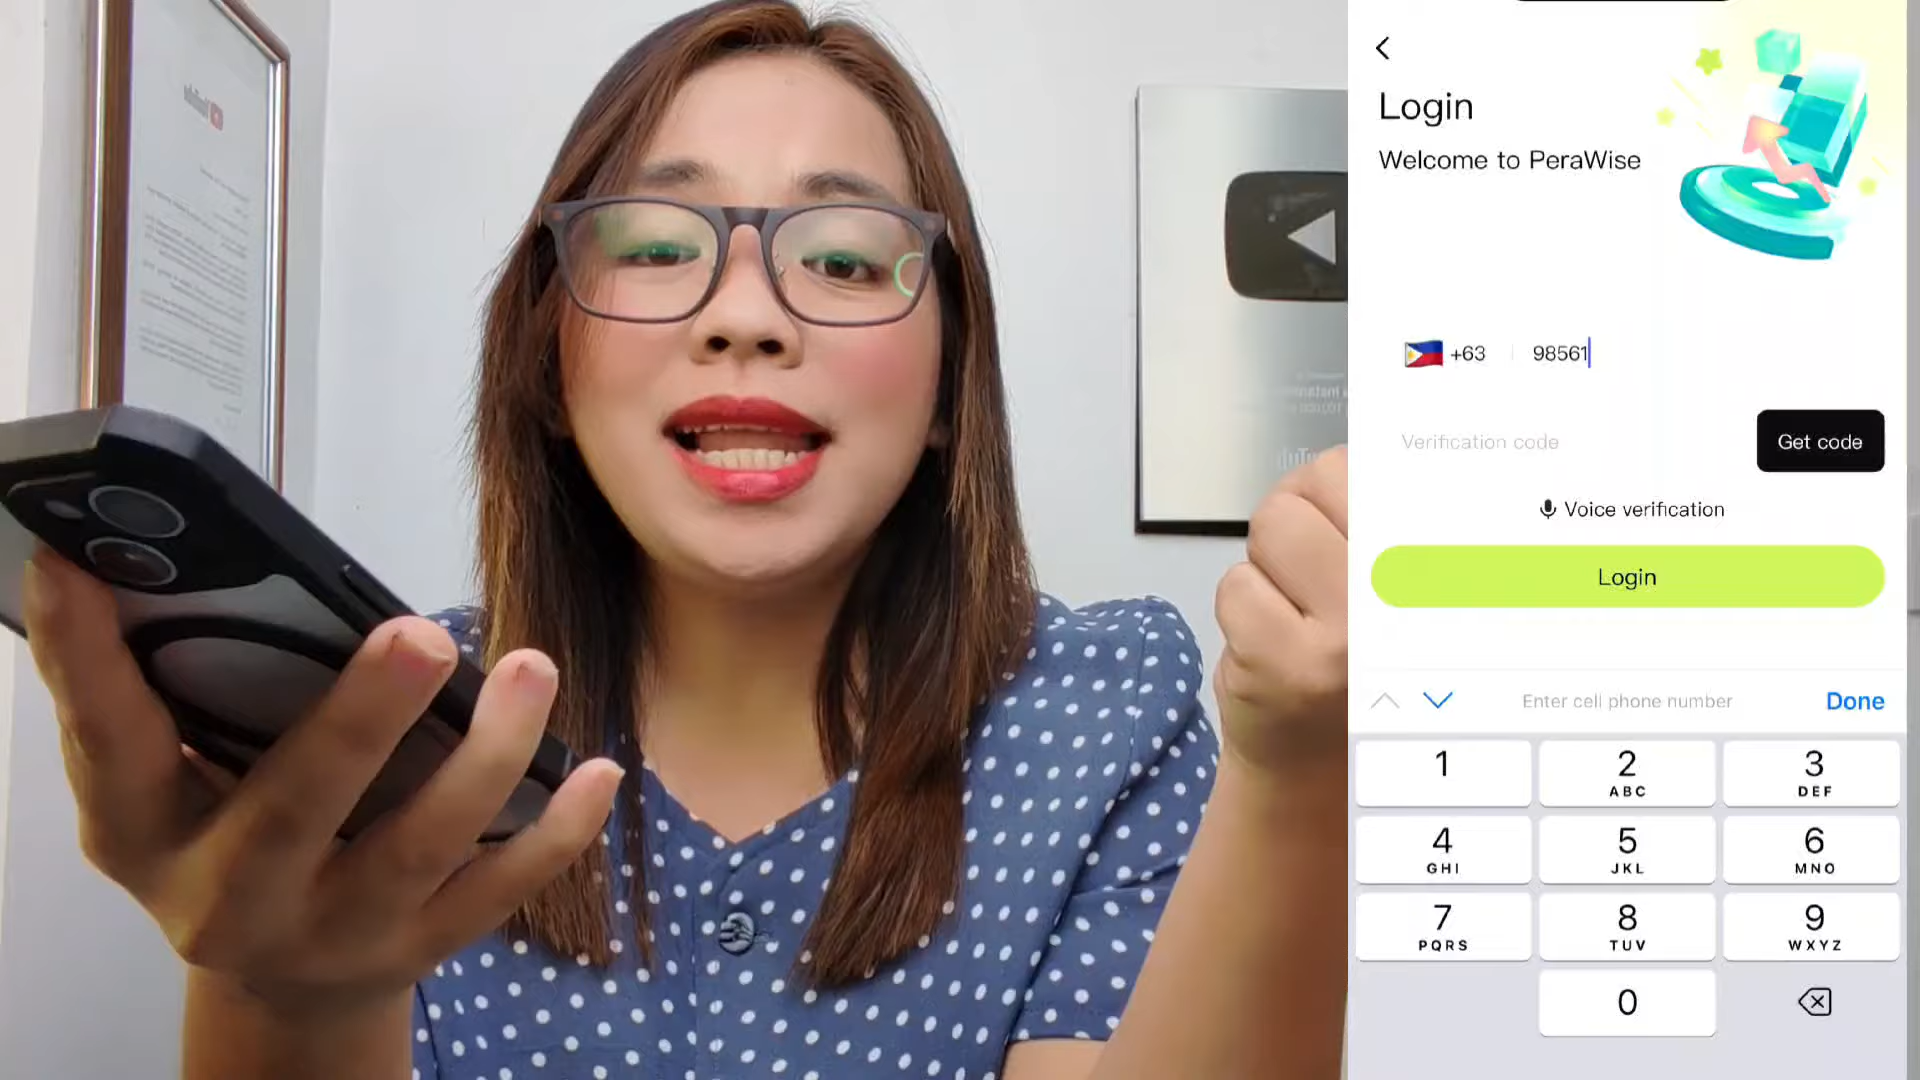 Login
Welcome to PeraWise
+63 98561
Verification code
Get code
Voice verification
Login
Enter cell phone number
Done
1
2
ABC
3
DEF
4
GHI
5
JKL
6
MNO
7
PQRS
8
TUV
9
WXYZ
0